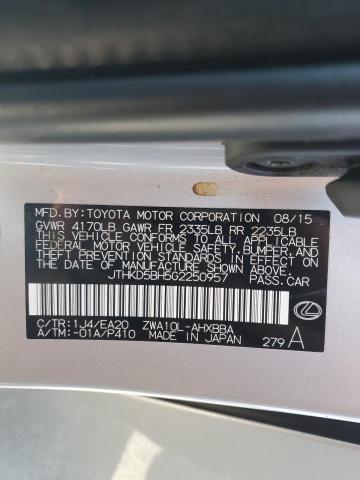 MFD.BY:TOYOTA MOTOR CORPORATION 08/15
GVWR 4170LB GAWR FR 2335LB RR 2235LB
THIS VEHICLE CONFORMS TO ALL APPLICABLE
FEDERAL MOTOR VEHICLE SAFETY,BUMPER,AND
THEFT PREVENTION STANDARDS IN EFFECT ON
THE DATE OF MANUFACTURE SHOWN ABOVE.
JTHKD5BH5G2250957 PASS.CAR
C/TR:1J4/EA20 ZWA10L-AHXBBA
A/TM:-01A/P410 MADE IN JAPAN 279 A